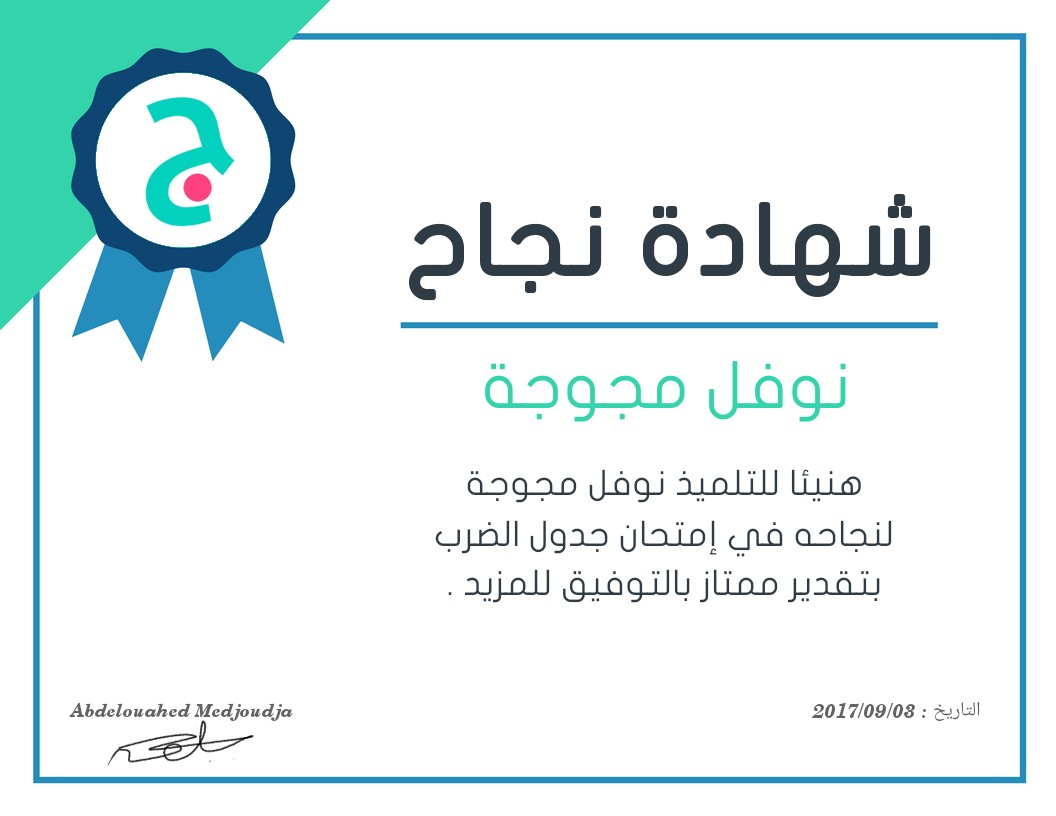 ج
شهادة نجاح
نوفل مجوجة
هنيئا للتلميذ نوفل مجوجة
لنجاحه في إمتحان جدول الضرب
بتقدير ممتاز بالتوفيق للمزيد .
التاريخ : 2017/09/03
Abdelouahed Medjoudja